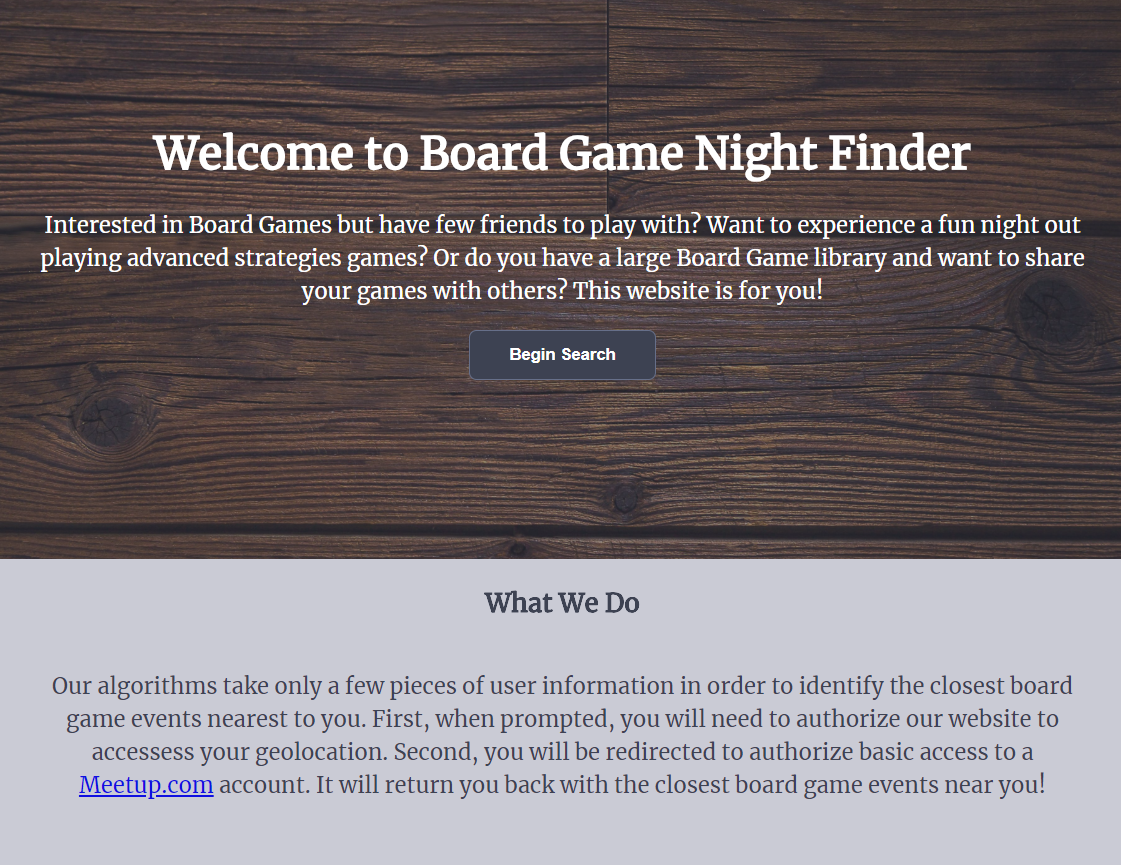 Welcome to Board Game Night Finder
Interested in Board Games but have few friends to play with? Want to experience a fun night out
playing advanced strategies games? Or do you have a large Board Game library and want to share
your games with others? This website is for you!
Begin Search
What We Do
Our algorithms take only a few pieces of user information in order to identify the closest board
game events nearest to you. First, when prompted, you will need to authorize our website to
accessess your geolocation. Second, you will be redirected to authorize basic access to a
Meetup.com account. It will return you back with the closest board game events near you!